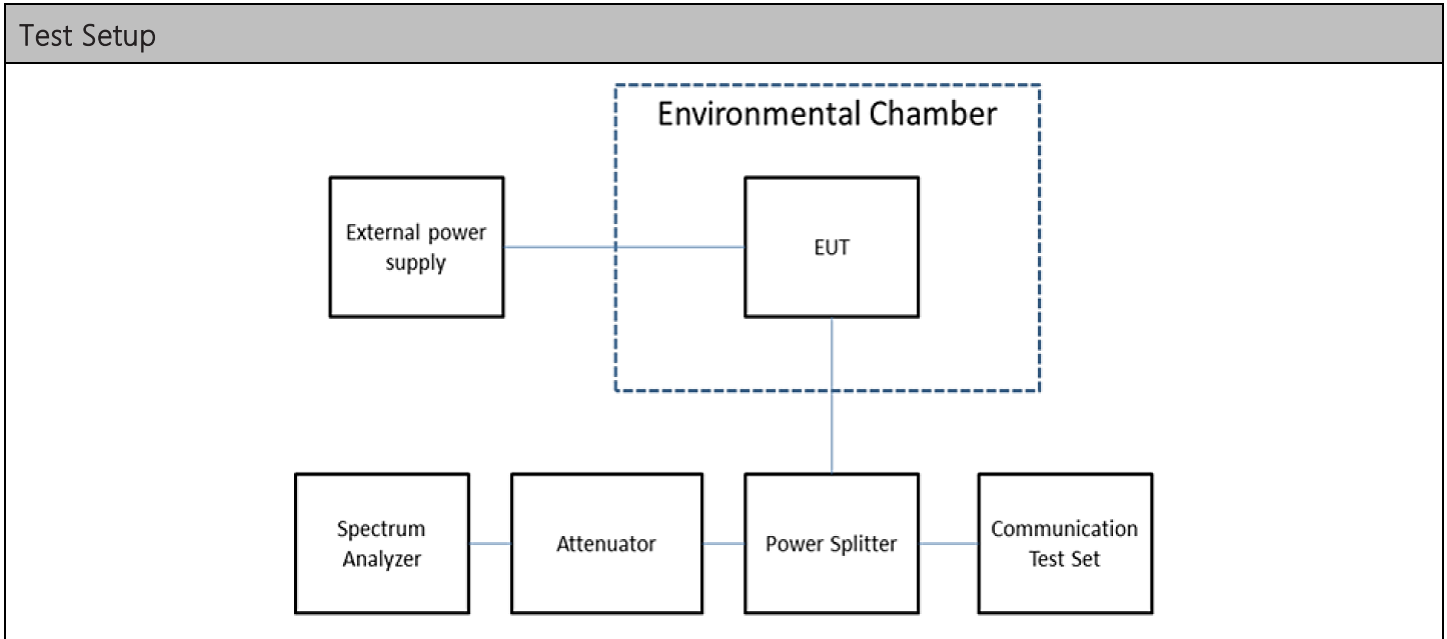 Test Setup
Environmental Chamber
External power
supply
EUT
Spectrum
Analyzer
Attenuator
Power Splitter
Communication
Test Set